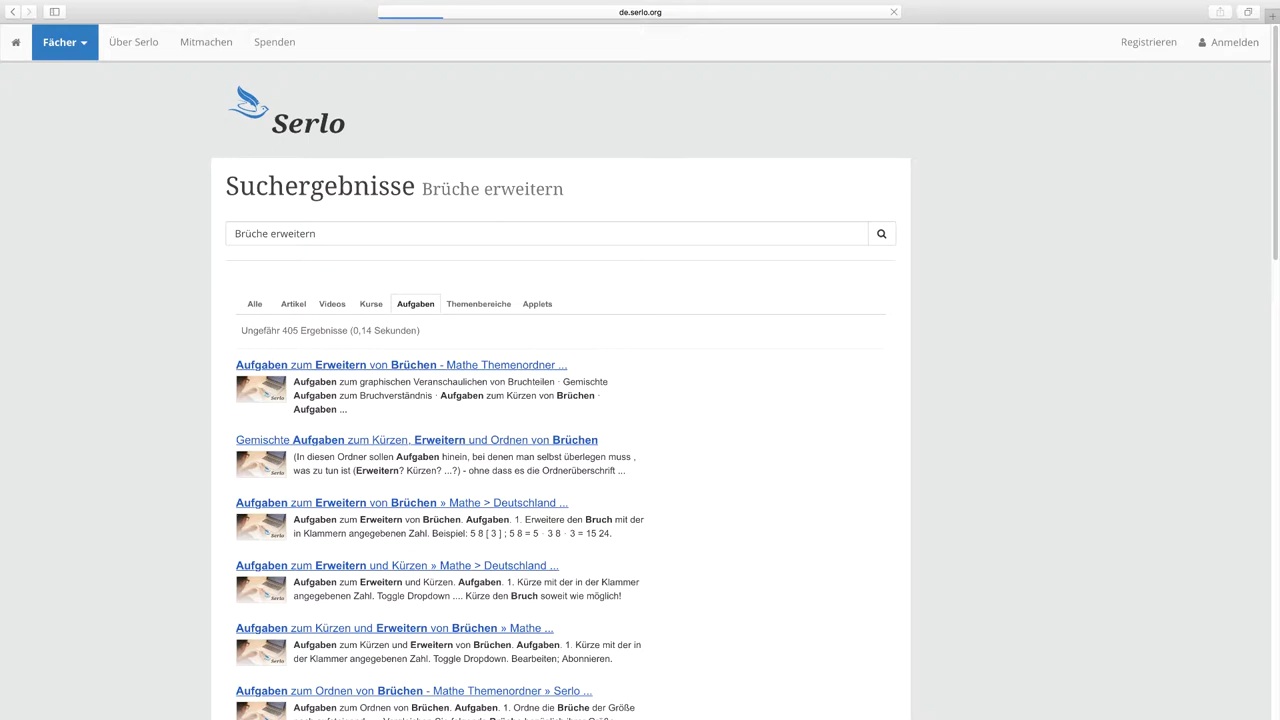 de.serlo.org
Fächer Über Serlo Mitmachen Spenden Registrieren Anmelden
Serlo
Suchergebnisse Brüche erweitern
Brüche erweitern
Alle Artikel Videos Kurse Aufgaben Themenbereiche Applets
Ungefähr 405 Ergebnisse (0,14 Sekunden)
Aufgaben zum Erweitern von Brüchen - Mathe Themenordner ...
Aufgaben zum graphischen Veranschaulichen von Bruchteilen · Gemischte
Aufgaben zum Bruchverständnis · Aufgaben zum Kürzen von Brüchen ·
Aufgaben ...
Gemischte Aufgaben zum Kürzen, Erweitern und Ordnen von Brüchen
(In diesen Ordner sollen Aufgaben hinein, bei denen man selbst überlegen muss ,
was zu tun ist (Erweitern? Kürzen? ...?) - ohne dass es die Ordnerüberschrift ...
Aufgaben zum Erweitern von Brüchen » Mathe > Deutschland ...
Aufgaben zum Erweitern von Brüchen. Aufgaben. 1. Erweitere den Bruch mit der
in Klammern angegebenen Zahl. Beispiel: 5 8 [ 3 ] ; 5 8 = 5 · 3 8 · 3 = 15 24.
Aufgaben zum Erweitern und Kürzen » Mathe > Deutschland ...
Aufgaben zum Erweitern und Kürzen. Aufgaben. 1. Kürze mit der in der Klammer
angegebenen Zahl. Toggle Dropdown .... Kürze den Bruch soweit wie möglich!
Aufgaben zum Kürzen und Erweitern von Brüchen » Mathe ...
Aufgaben zum Kürzen und Erweitern von Brüchen. Aufgaben. 1. Kürze mit der in
der Klammer angegebenen Zahl. Toggle Dropdown. Bearbeiten; Abonnieren.
Aufgaben zum Ordnen von Brüchen - Mathe Themenordner » Serlo ...
Aufgaben zum Ordnen von Brüchen. Aufgaben. 1. Ordne die Brüche der Größe